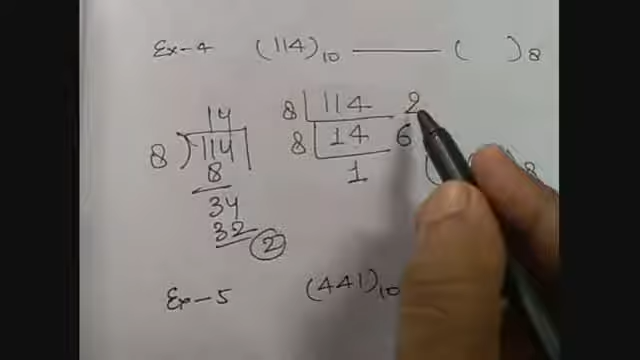 Ex-4 (114)10 ——— ( )8
14
8 ) 114
8
34
32
2
8 | 114 2
8 | 14 6
1
( 8
Ex-5 (441)10